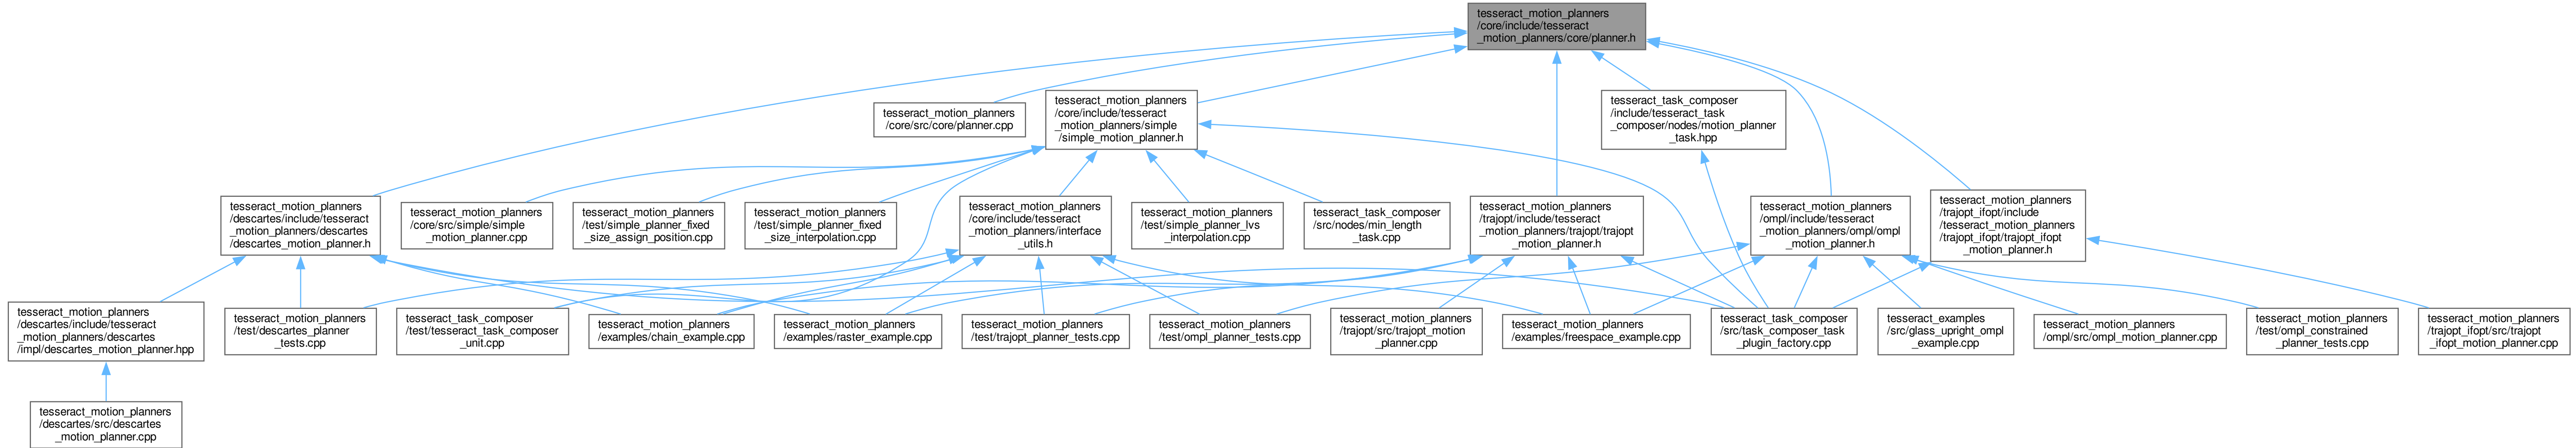 tesseract_motion_planners
/core/include/tesseract
_motion_planners/core/planner.h
tesseract_motion_planners
/core/src/core/planner.cpp
tesseract_motion_planners
/core/include/tesseract
_motion_planners/simple
/simple_motion_planner.h
tesseract_task_composer
/include/tesseract_task
_composer/nodes/motion_planner
_task.hpp
tesseract_motion_planners
/descartes/include/tesseract
_motion_planners/descartes
/descartes_motion_planner.h
tesseract_motion_planners
/core/src/simple/simple
_motion_planner.cpp
tesseract_motion_planners
/test/simple_planner_fixed
_size_assign_position.cpp
tesseract_motion_planners
/test/simple_planner_fixed
_size_interpolation.cpp
tesseract_motion_planners
/core/include/tesseract
_motion_planners/interface
_utils.h
tesseract_motion_planners
/test/simple_planner_lvs
_interpolation.cpp
tesseract_task_composer
/src/nodes/min_length
_task.cpp
tesseract_motion_planners
/trajopt/include/tesseract
_motion_planners/trajopt/trajopt
_motion_planner.h
tesseract_motion_planners
/ompl/include/tesseract
_motion_planners/ompl/ompl
_motion_planner.h
tesseract_motion_planners
/trajopt_ifopt/include
/tesseract_motion_planners
/trajopt_ifopt/trajopt_ifopt
_motion_planner.h
tesseract_motion_planners
/descartes/include/tesseract
_motion_planners/descartes
/impl/descartes_motion_planner.hpp
tesseract_motion_planners
/test/descartes_planner
_tests.cpp
tesseract_task_composer
/test/tesseract_task_composer
_unit.cpp
tesseract_motion_planners
/examples/chain_example.cpp
tesseract_motion_planners
/examples/raster_example.cpp
tesseract_motion_planners
/test/trajopt_planner_tests.cpp
tesseract_motion_planners
/test/ompl_planner_tests.cpp
tesseract_motion_planners
/trajopt/src/trajopt_motion
_planner.cpp
tesseract_motion_planners
/examples/freespace_example.cpp
tesseract_task_composer
/src/task_composer_task
_plugin_factory.cpp
tesseract_examples
/src/glass_upright_ompl
_example.cpp
tesseract_motion_planners
/ompl/src/ompl_motion_planner.cpp
tesseract_motion_planners
/test/ompl_constrained
_planner_tests.cpp
tesseract_motion_planners
/trajopt_ifopt/src/trajopt
_ifopt_motion_planner.cpp
tesseract_motion_planners
/descartes/src/descartes
_motion_planner.cpp